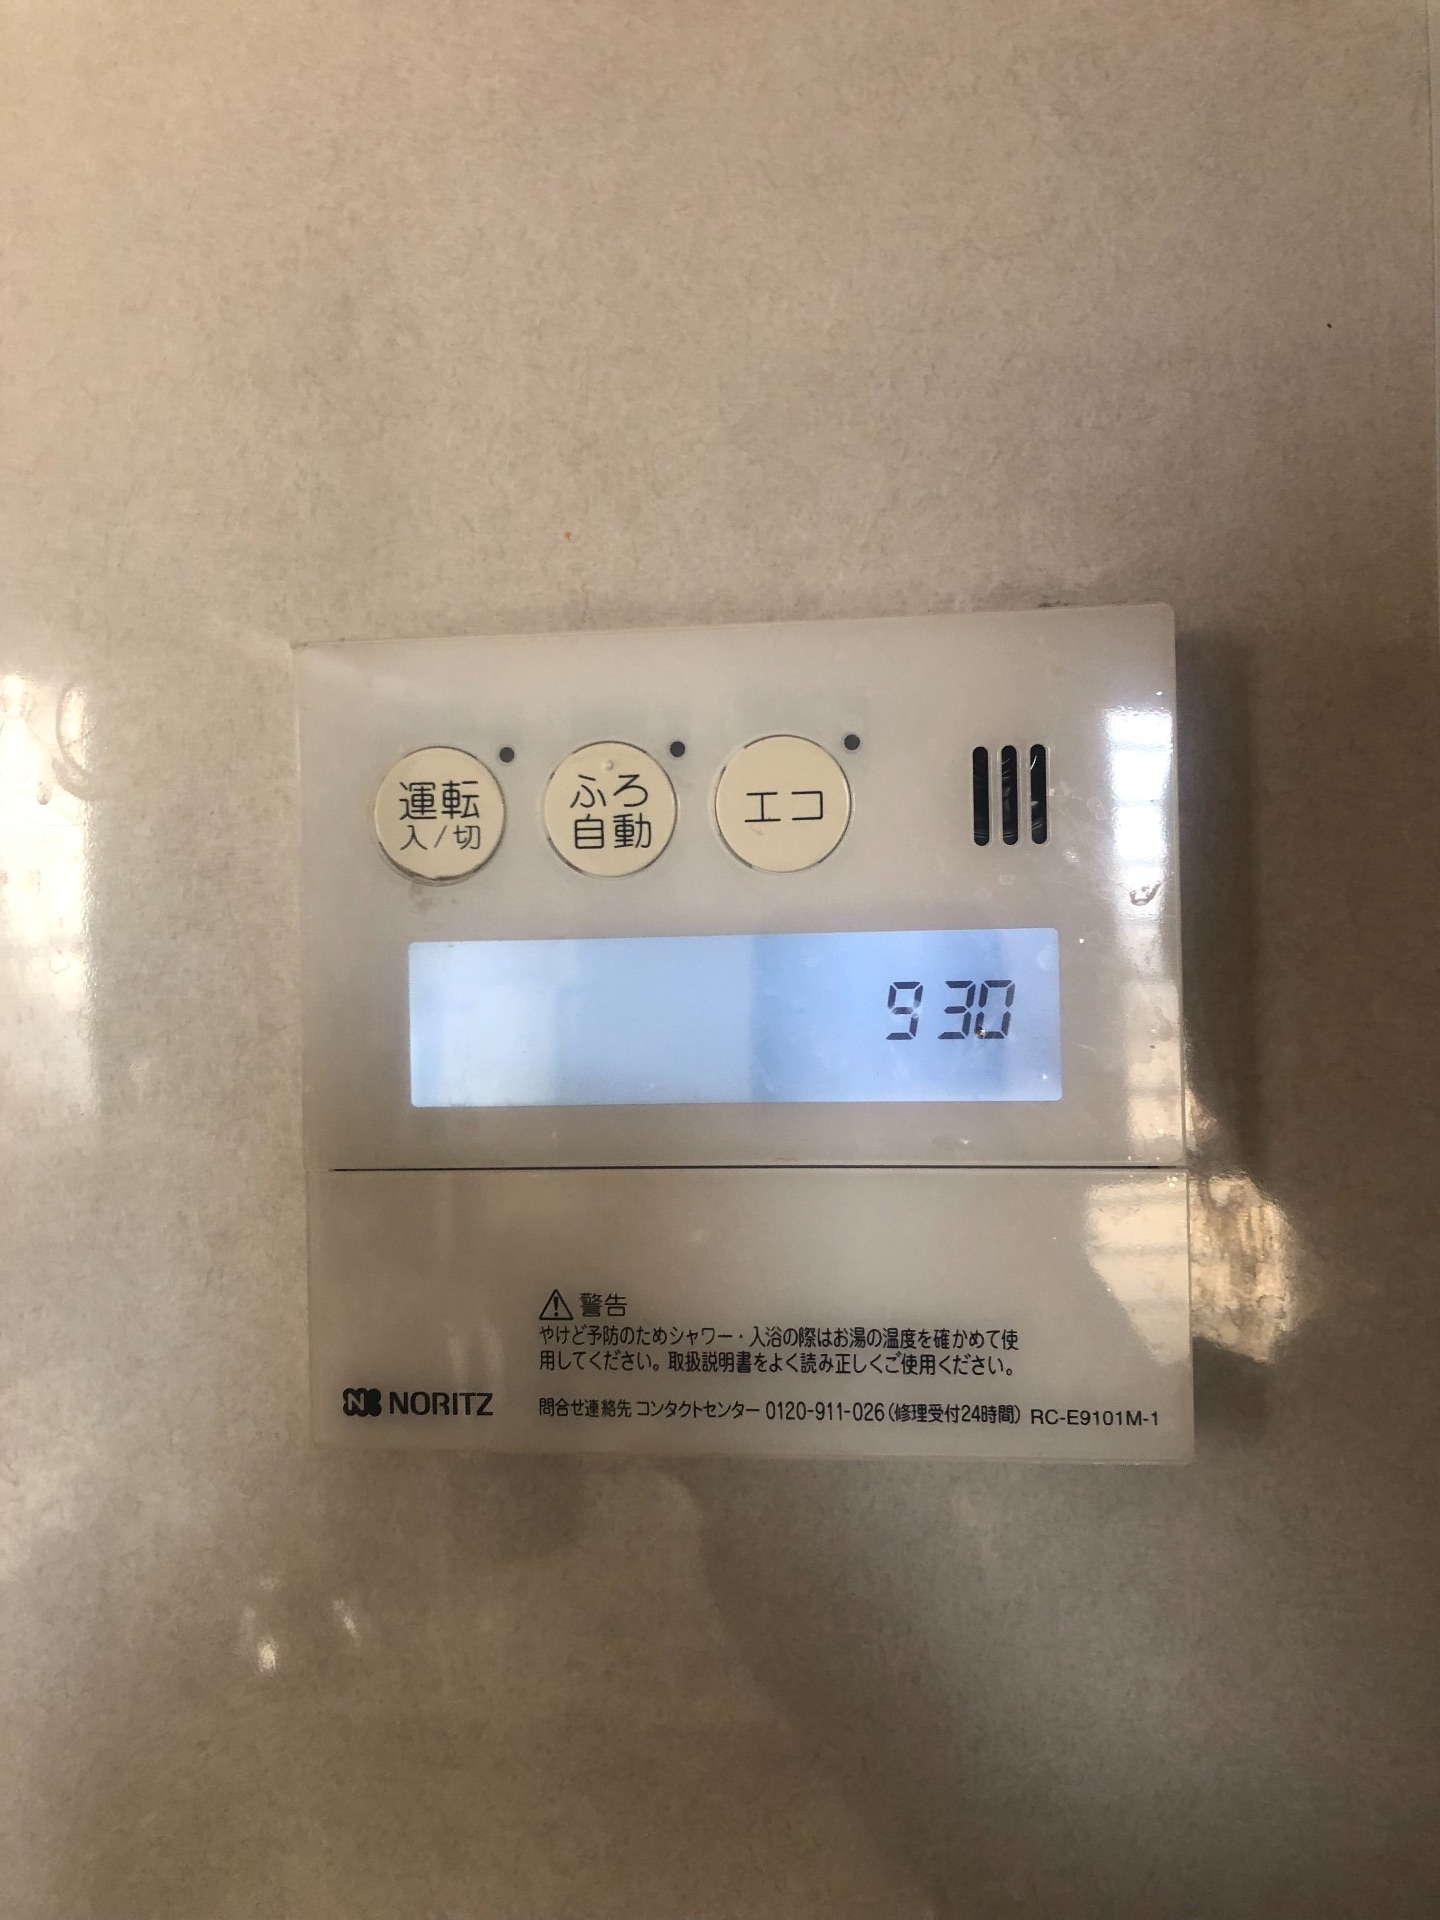 運転
入/切
ふろ
自動
エコ
930
警告
やけど予防のためシャワー・入浴の際はお湯の温度を確かめて使
用してください。取扱説明書をよく読み正しくご使用ください。
NORITZ
問合せ連絡先 コンタクトセンター 0120-911-026(修理受付24時間) RC-E9101M-1